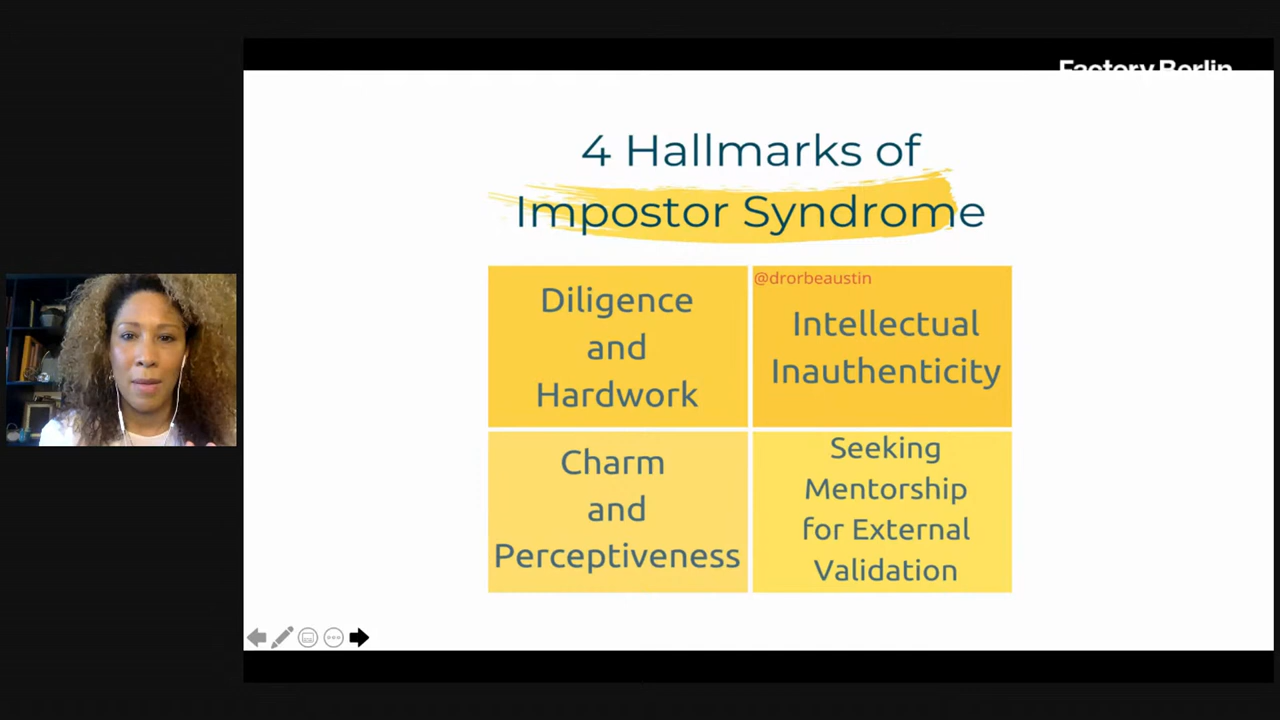 Factory Berlin
4 Hallmarks of
Impostor Syndrome
Diligence
and
Hardwork
@drorbeaustin
Intellectual
Inauthenticity
Charm
and
Perceptiveness
Seeking
Mentorship
for External
Validation